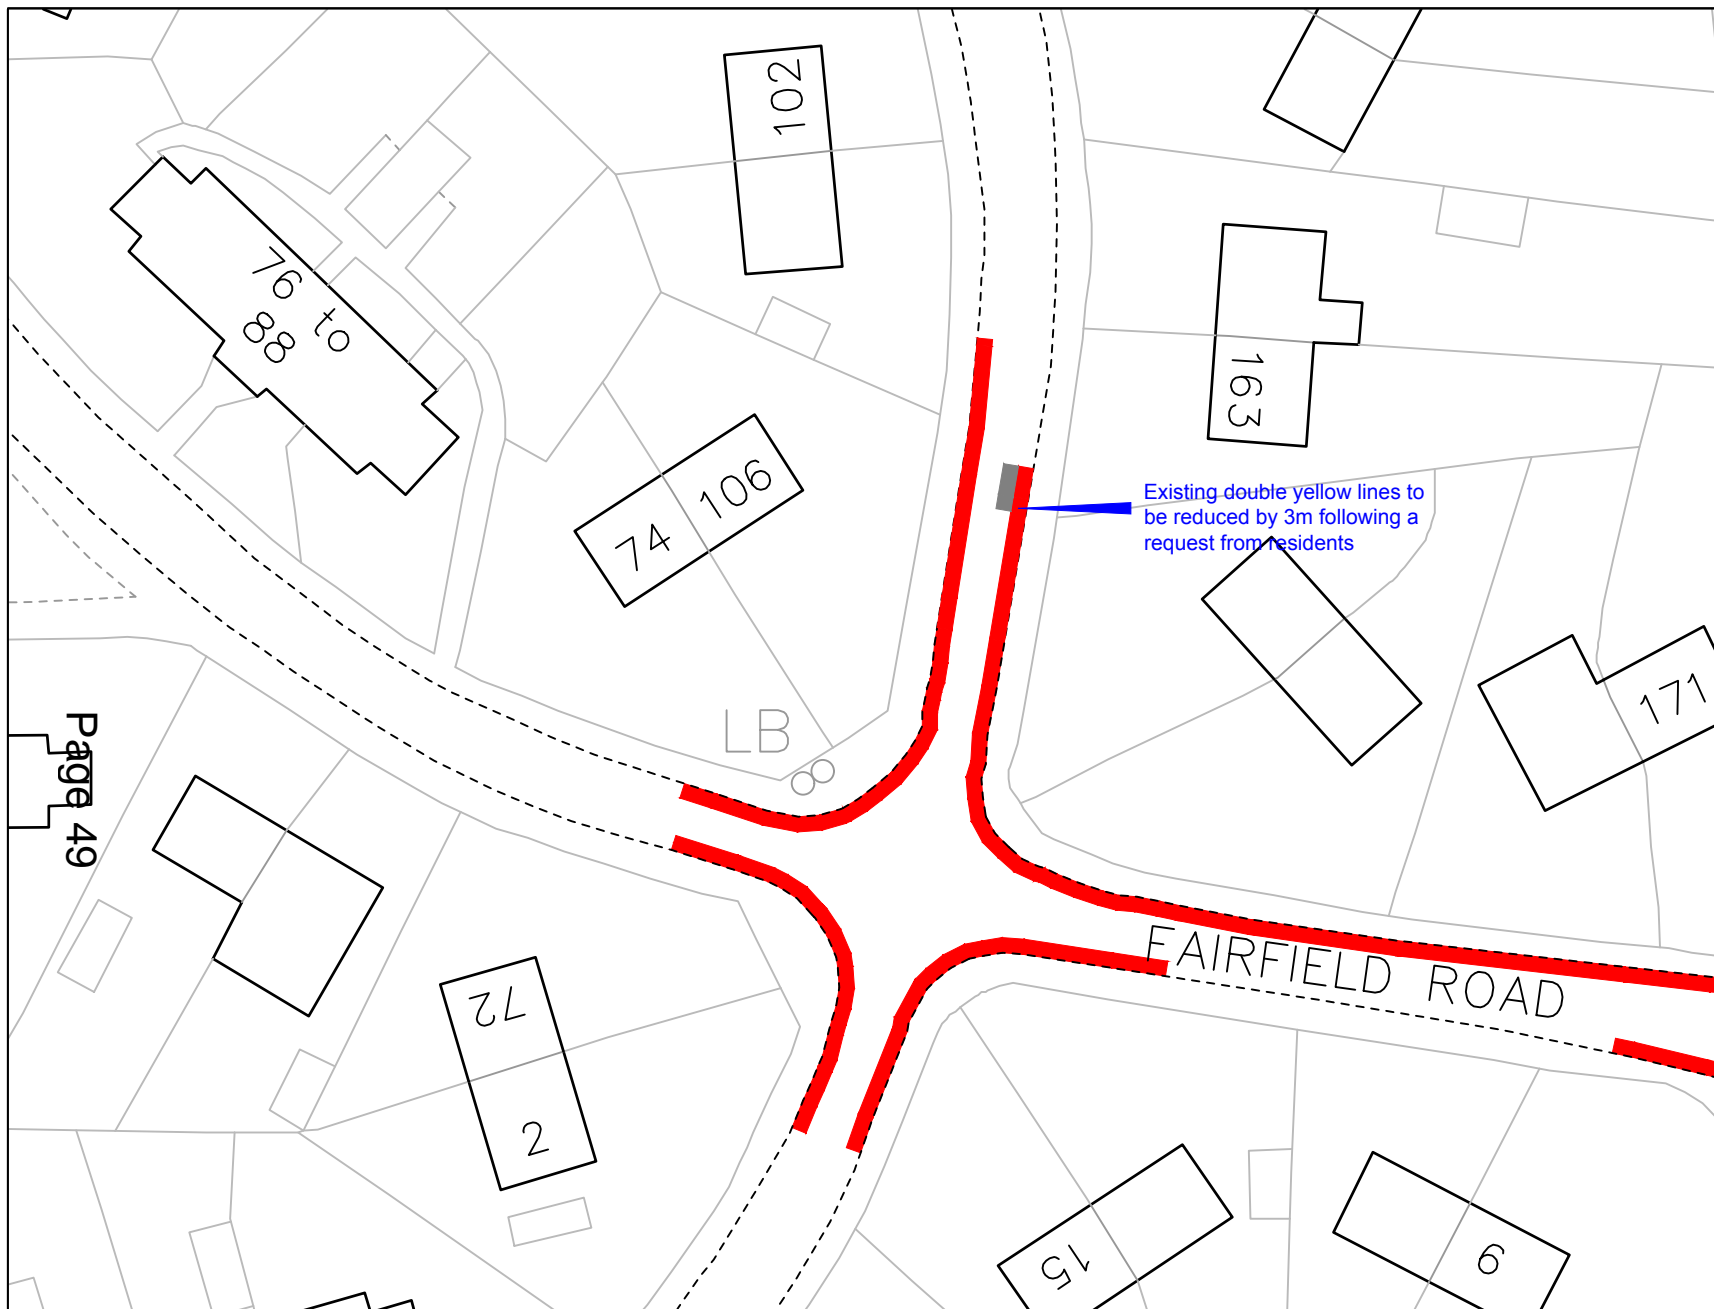 102
76 to
88
163
74 106
Existing double yellow lines to
be reduced by 3m following a
request from residents
171
LB
Page 49
FAIRFIELD ROAD
72
2
15
9